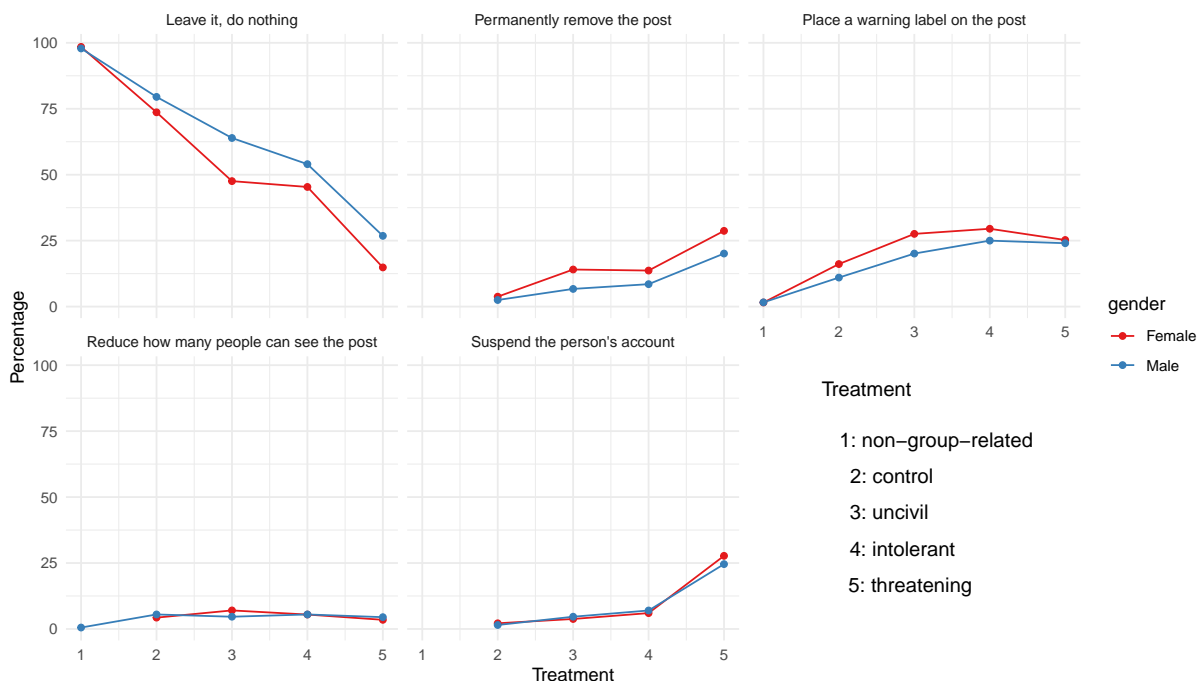 Leave it, do nothing
Permanently remove the post
Place a warning label on the post
100
75
50
25
0
1 2 3 4 5
Reduce how many people can see the post
Suspend the person's account
100
75
50
25
0
1 2 3 4 5
1 2 3 4 5
Percentage
Treatment
gender
Female
Male
Treatment
1: non−group−related
2: control
3: uncivil
4: intolerant
5: threatening